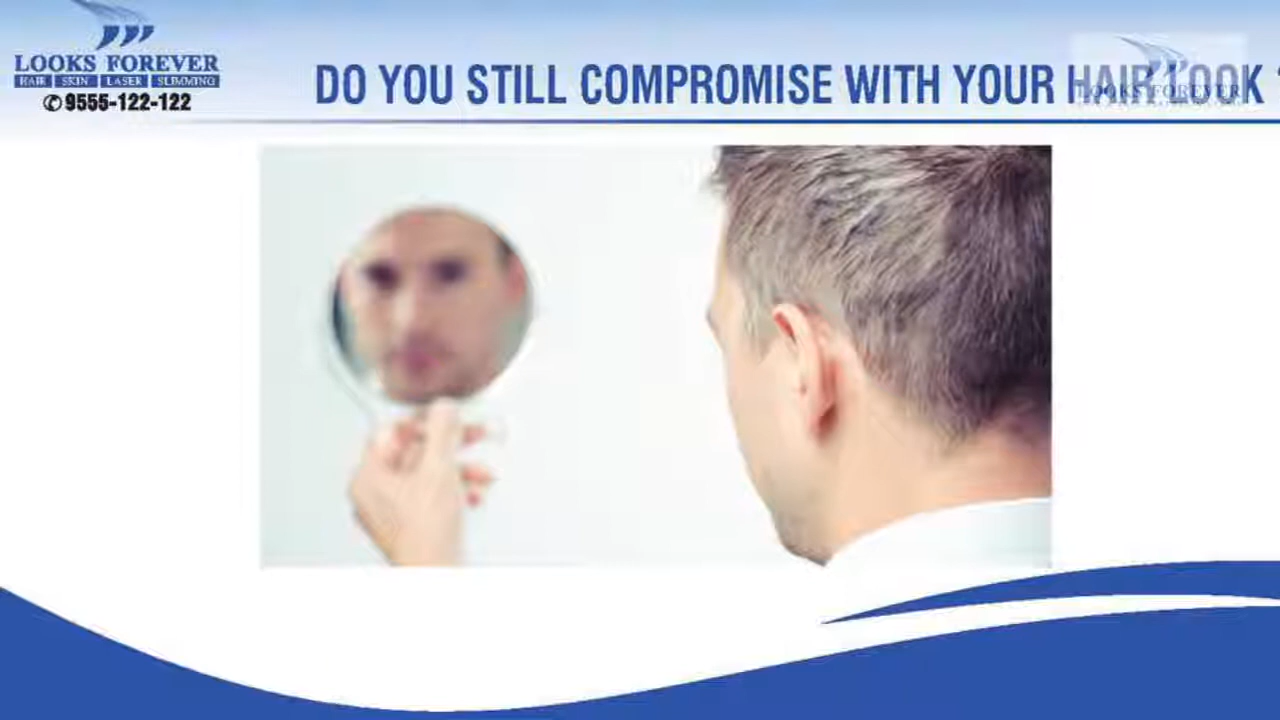 LOOKS FOREVER
HAIR SKIN LASER SLIMMING
✆ 9555-122-122
DO YOU STILL COMPROMISE WITH YOUR HAIR LOOK ?
LOOKS FOREVER